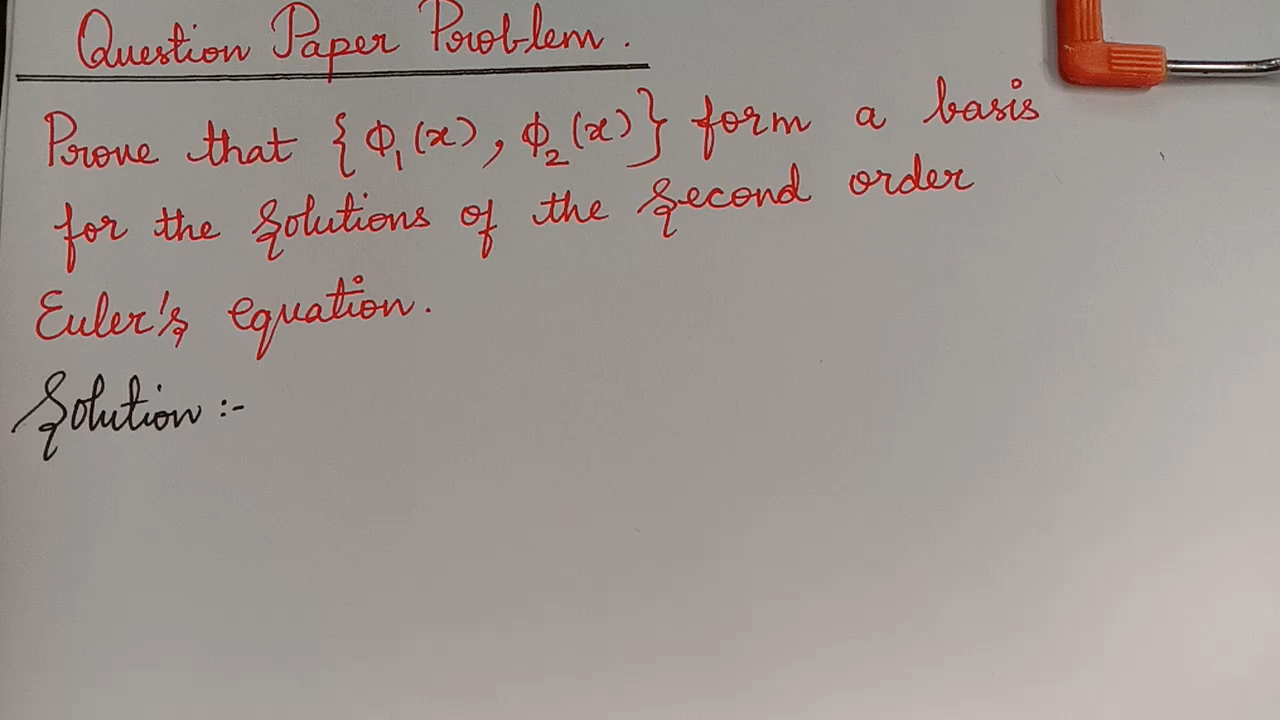 Question Paper Problem.
Prove that {ϕ₁(x), ϕ₂(x)} form a basis
for the solutions of the second order
Euler's equation.
Solution :-